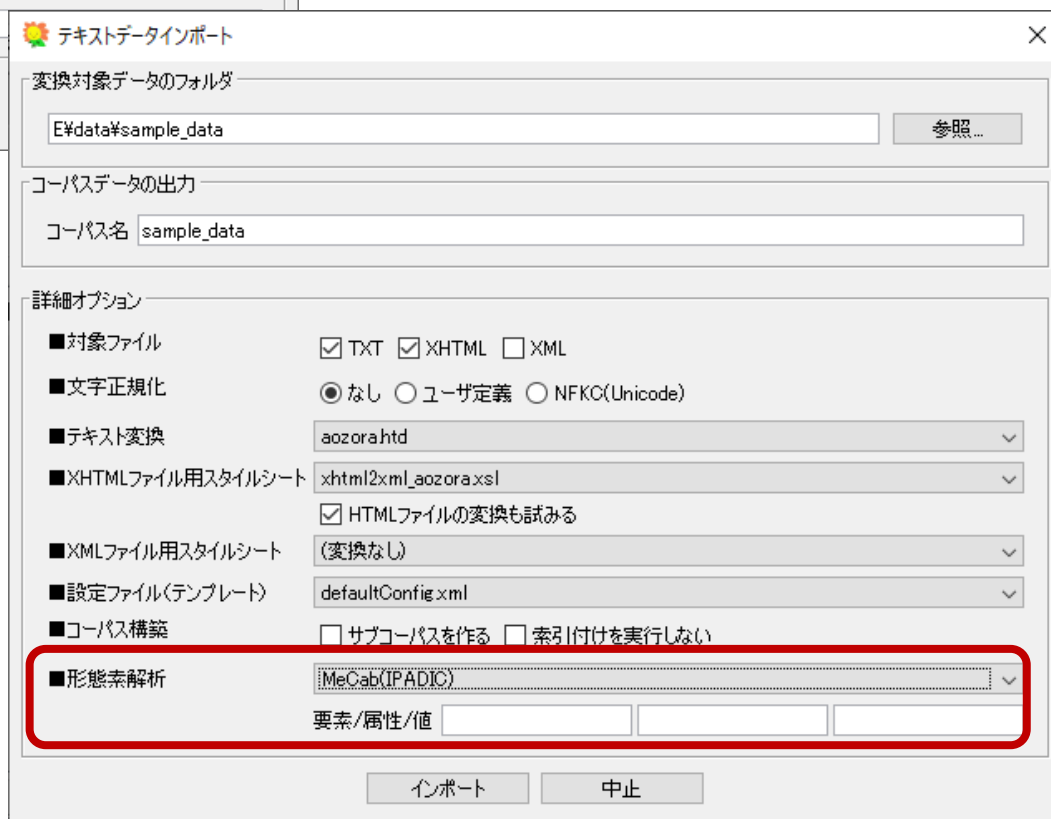 テキストデータインポート
変換対象データのフォルダ
E¥data¥sample_data 参照...
コーパスデータの出力
コーパス名 sample_data
詳細オプション
■対象ファイル TXT XHTML XML
■文字正規化 なし ユーザ定義 NFKC(Unicode)
■テキスト変換 aozora.htd
■XHTMLファイル用スタイルシート xhtml2xml_aozora.xsl
HTMLファイルの変換も試みる
■XMLファイル用スタイルシート (変換なし)
■設定ファイル(テンプレート) defaultConfig.xml
■コーパス構築 サブコーパスを作る 索引付けを実行しない
■形態素解析 MeCab(IPADIC)
要素/属性/値
インポート 中止